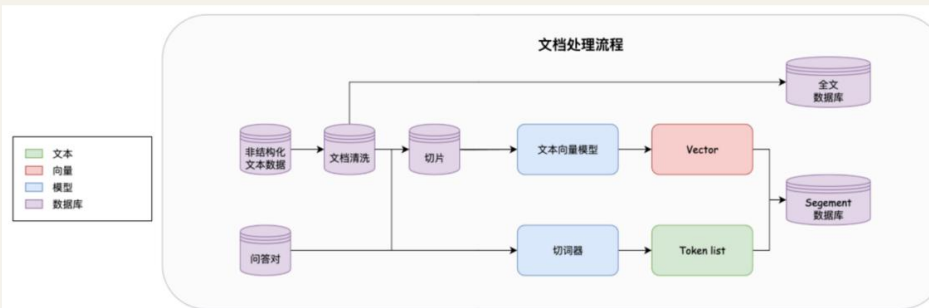 文档处理流程
全文
数据库
文本
向量
模型
数据库
非结构化
文本数据
文档清洗
切片
文本向量模型
Vector
Segement
数据库
问答对
切词器
Token list